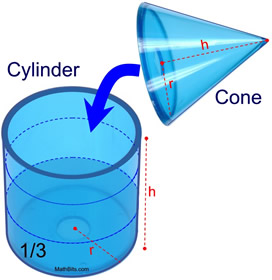 Cylinder
h
r
Cone
h
1/3
r
MathBits.com